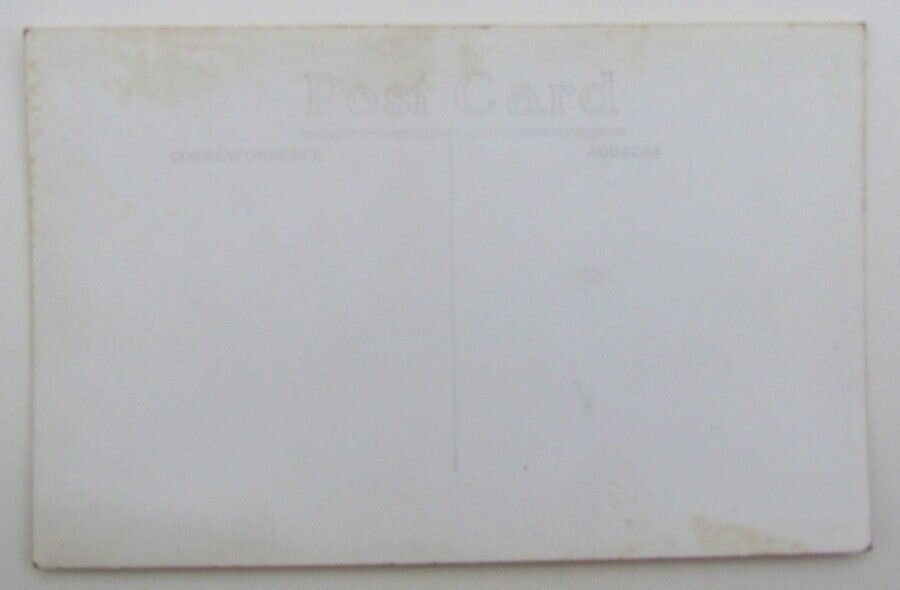 Post Card
CORRESPONDENCE
ADDRESS